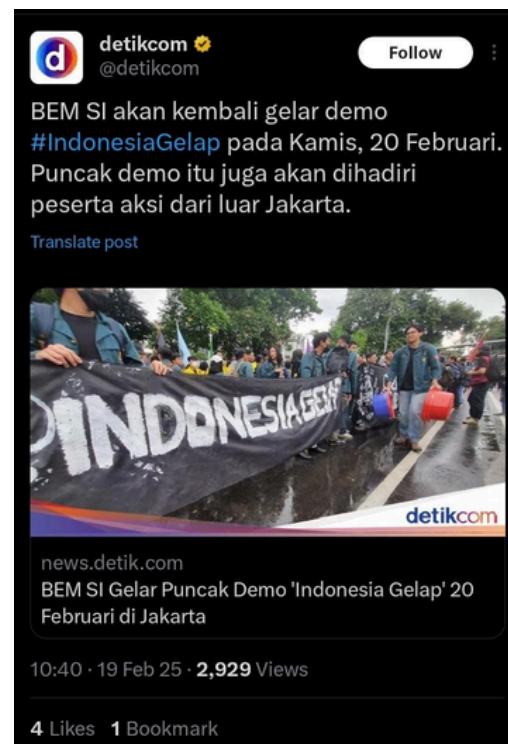 detikcom
@detikcom
Follow
BEM SI akan kembali gelar demo
#IndonesiaGelap pada Kamis, 20 Februari.
Puncak demo itu juga akan dihadiri
peserta aksi dari luar Jakarta.
Translate post
INDONESIA GELAP
detikcom
news.detik.com
BEM SI Gelar Puncak Demo 'Indonesia Gelap' 20
Februari di Jakarta
10:40 · 19 Feb 25 · 2,929 Views
4 Likes 1 Bookmark